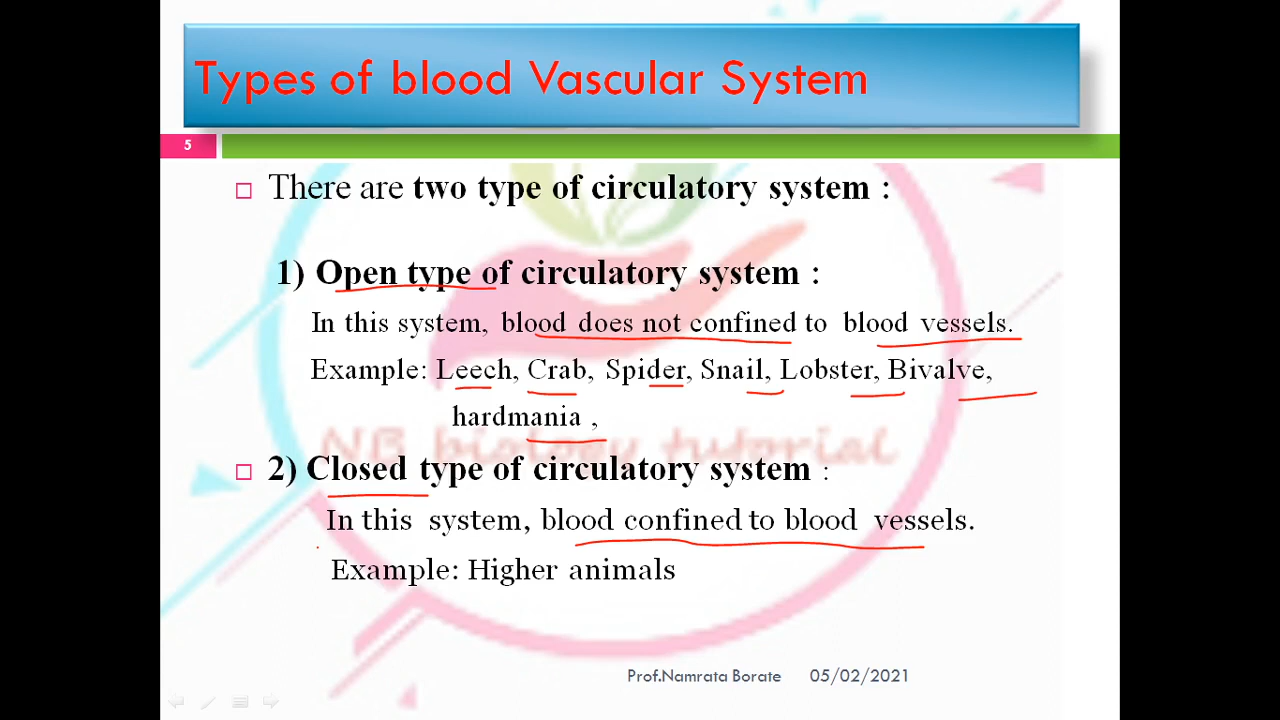 Types of blood Vascular System
5
There are two type of circulatory system :
1) Open type of circulatory system :
In this system, blood does not confined to blood vessels.
Example: Leech, Crab, Spider, Snail, Lobster, Bivalve,
hardmania ,
NB biology tutorial
2) Closed type of circulatory system :
In this system, blood confined to blood vessels.
Example: Higher animals
Prof.Namrata Borate 05/02/2021